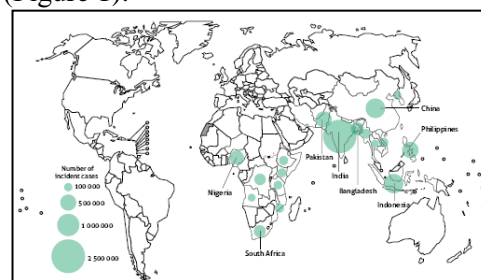 (Figure 1).
China
Philippines
Pakistan
India
Bangladesh
Indonesia
Nigeria
South Africa
Number of
incident cases
100 000
500 000
1 000 000
2 500 000